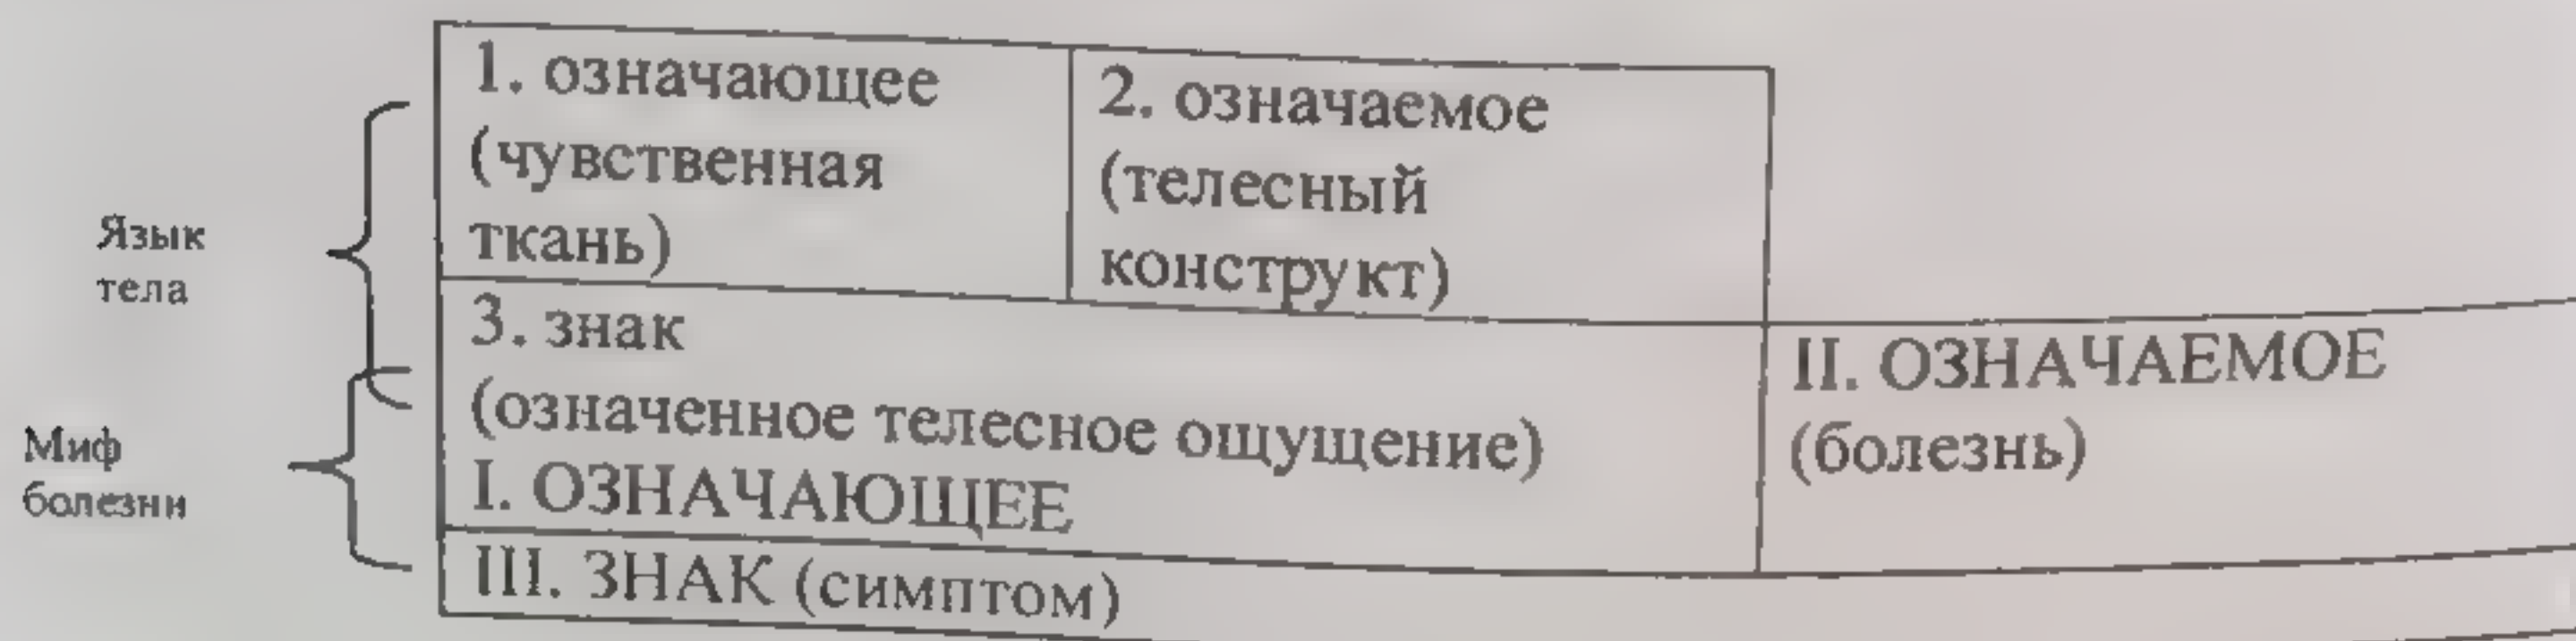 1. означающее
(чувственная
ткань)
2. означаемое
(телесный
конструкт)
Язык
тела
3. знак
(означенное телесное ощущение)
I. ОЗНАЧАЮЩЕЕ
II. ОЗНАЧАЕМОЕ
(болезнь)
Миф
болезни
III. ЗНАК (симптом)